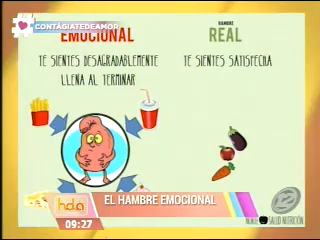 #CONTÁGIATEDEAMOR
EMOCIONAL
HAMBRE
REAL
TE SIENTES DESAGRADABLEMENTE
LLENA AL TERMINAR
TE SIENTES SATISFECHA
EL HAMBRE EMOCIONAL
hda
09:27
SALUD NUTRICIÓN